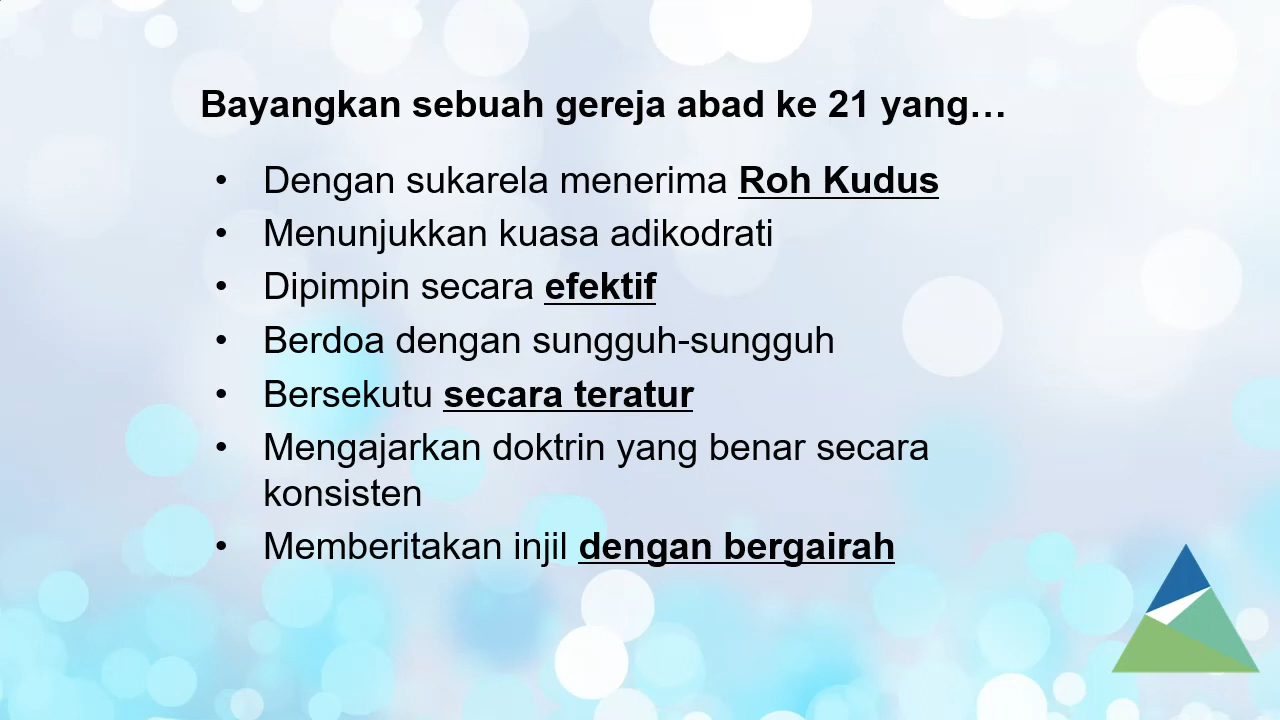 Bayangkan sebuah gereja abad ke 21 yang…
• Dengan sukarela menerima Roh Kudus
• Menunjukkan kuasa adikodrati
• Dipimpin secara efektif
• Berdoa dengan sungguh-sungguh
• Bersekutu secara teratur
• Mengajarkan doktrin yang benar secara
konsisten
• Memberitakan injil dengan bergairah